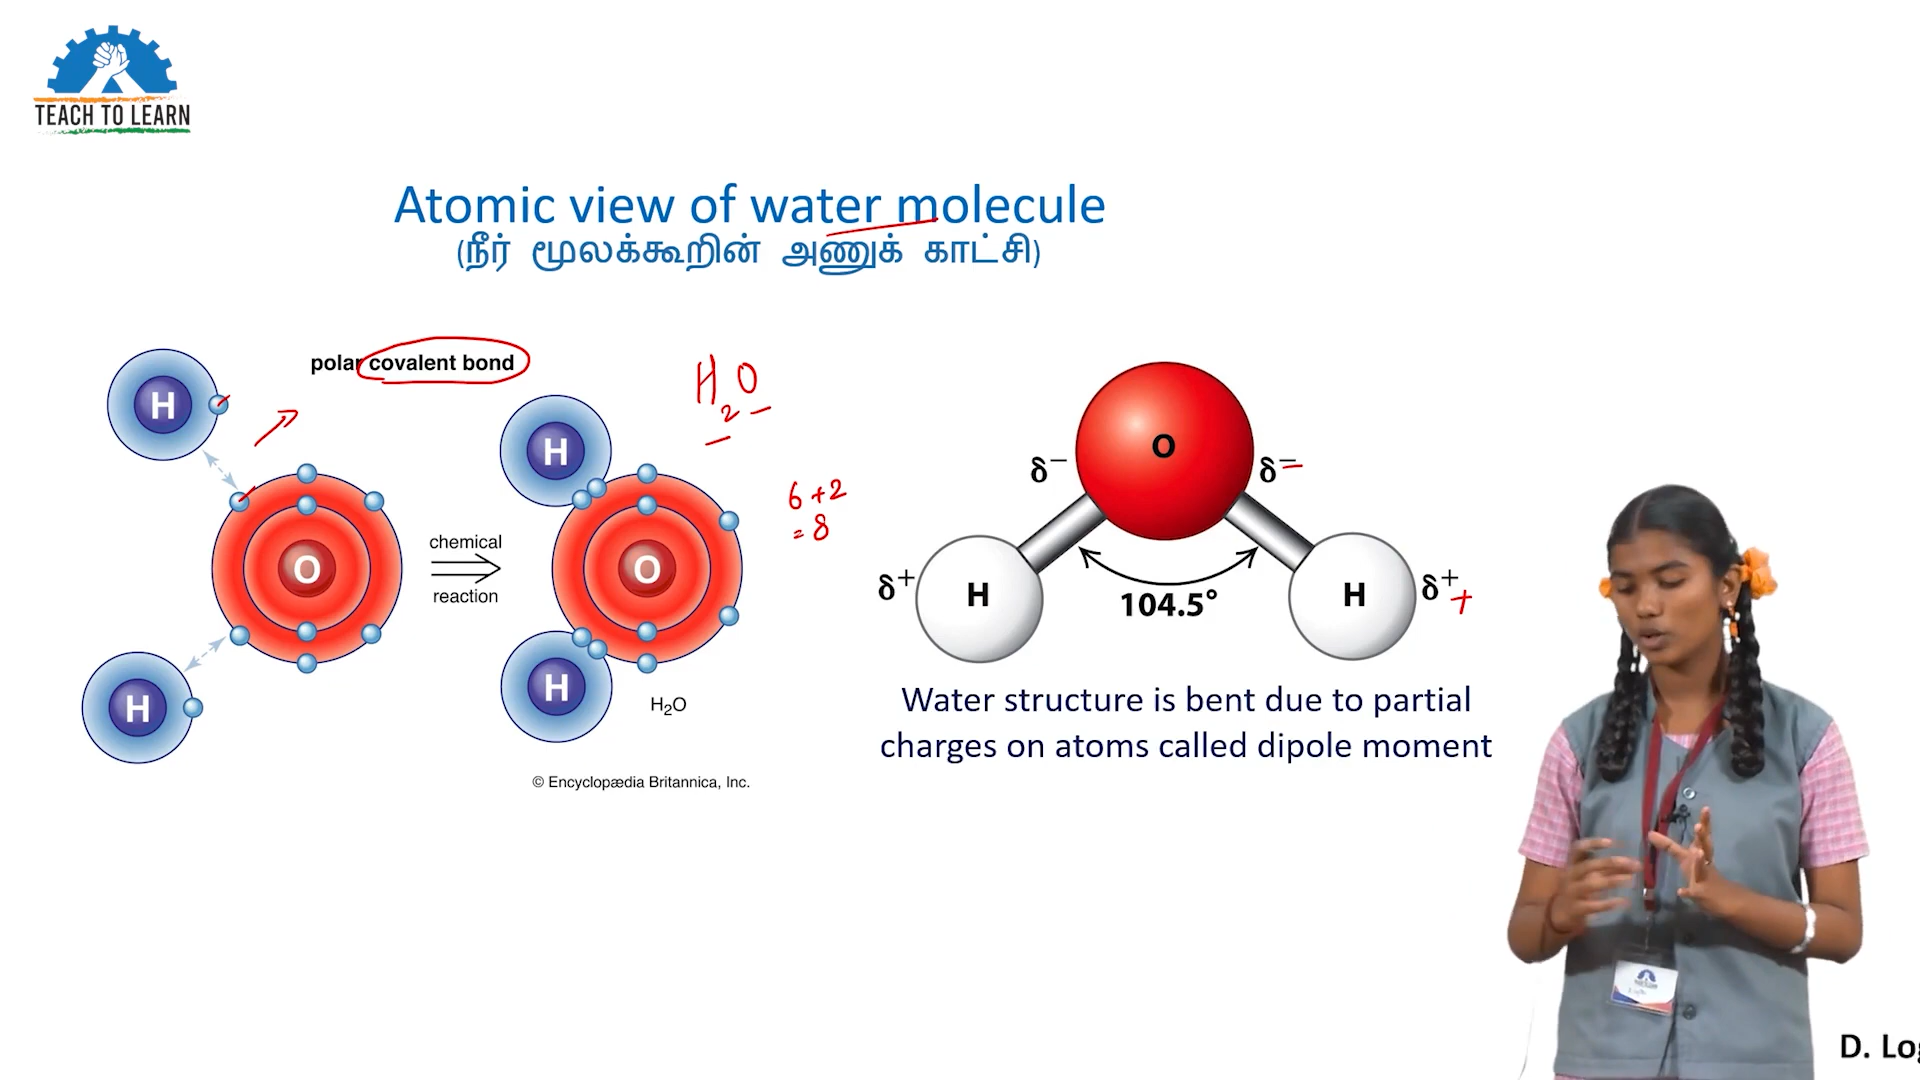 TEACH TO LEARN
Atomic view of water molecule
(நீர் மூலக்கூறின் அணுக் காட்சி)
polar covalent bond
H
H
O
chemical
reaction
H
O
H
H₂O
© Encyclopædia Britannica, Inc.
H₂O
6+2
=8
O
δ⁻
δ⁻
−
δ⁺
H
H
δ⁺
+
104.5°
Water structure is bent due to partial
charges on atoms called dipole moment
D. Log